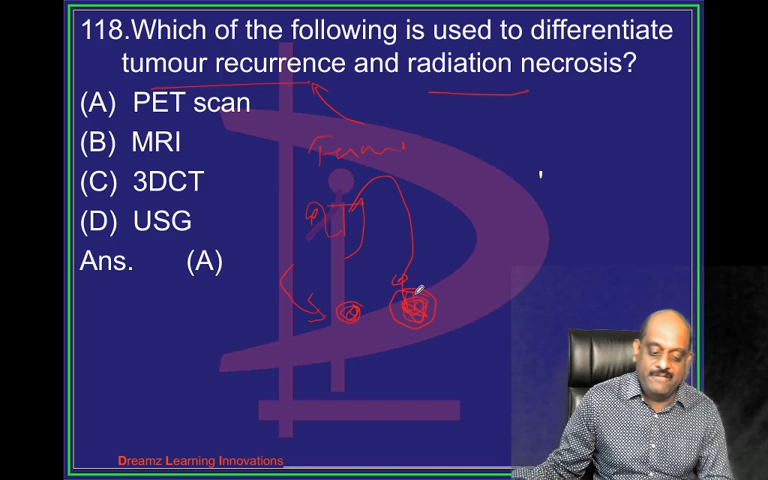 118.Which of the following is used to differentiate
tumour recurrence and radiation necrosis?
(A) PET scan
(B) MRI
(C) 3DCT
(D) USG
Ans. (A)
Dreamz Learning Innovations